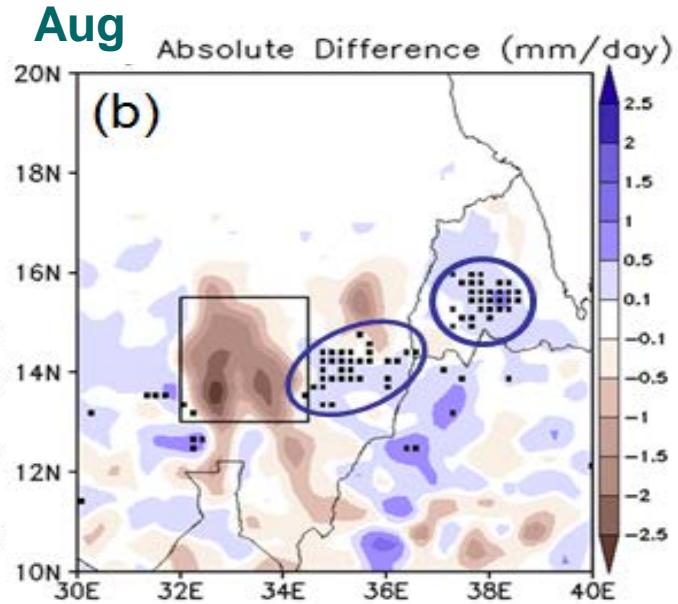 Aug
Absolute Difference (mm/day)
(b)
20N
18N
16N
14N
12N
10N
30E 32E 34E 36E 38E 40E
2.5
2
1.5
1
0.5
0.1
−0.1
−0.5
−1
−1.5
−2
−2.5